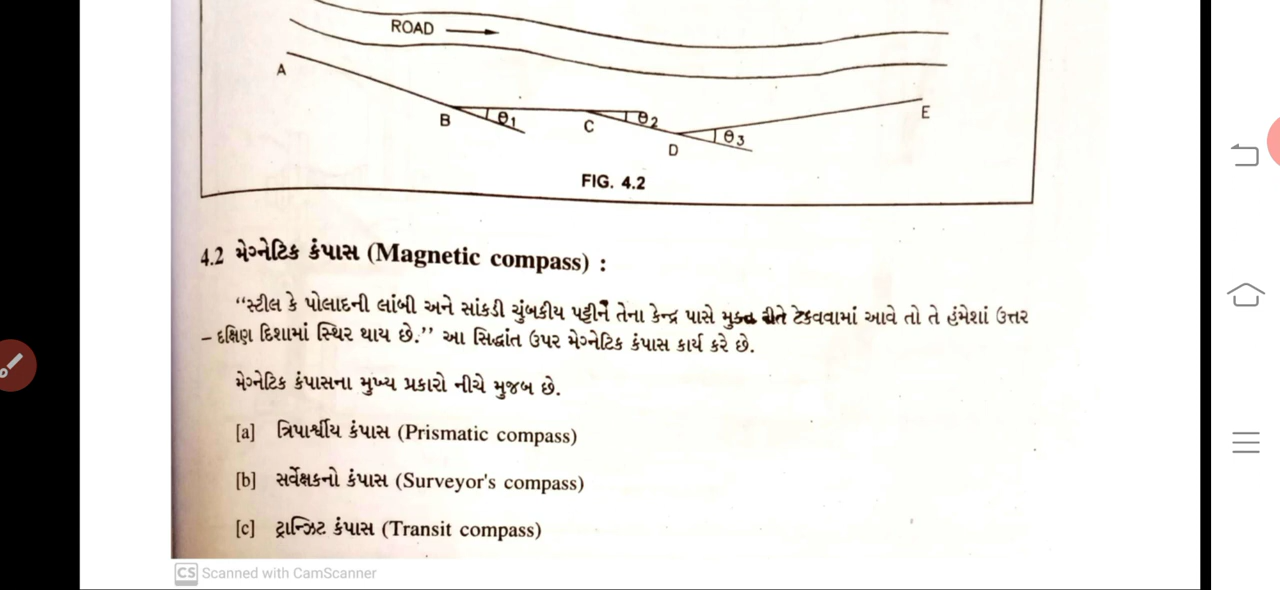 ROAD
A
B
θ1
C
θ2
D
θ3
E
FIG. 4.2
4.2 મેગ્નેટિક કંપાસ (Magnetic compass) :
“સ્ટીલ કે પોલાદની લાંબી અને સાંકડી ચુંબકીય પટ્ટીને તેના કેન્દ્ર પાસે મુક્ત રીતે ટેકવવામાં આવે તો તે હંમેશાં ઉત્તર
– દક્ષિણ દિશામાં સ્થિર થાય છે.” આ સિદ્ધાંત ઉપર મેગ્નેટિક કંપાસ કાર્ય કરે છે.
મેગ્નેટિક કંપાસના મુખ્ય પ્રકારો નીચે મુજબ છે.
[a] ત્રિપાર્શ્વીય કંપાસ (Prismatic compass)
[b] સર્વેક્ષકનો કંપાસ (Surveyor's compass)
[c] ટ્રાન્ઝિટ કંપાસ (Transit compass)
CS Scanned with CamScanner